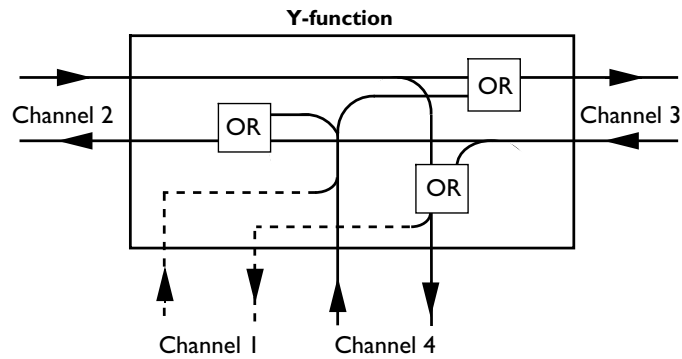 Y-function
OR
Channel 2
OR
Channel 3
OR
Channel 1
Channel 4